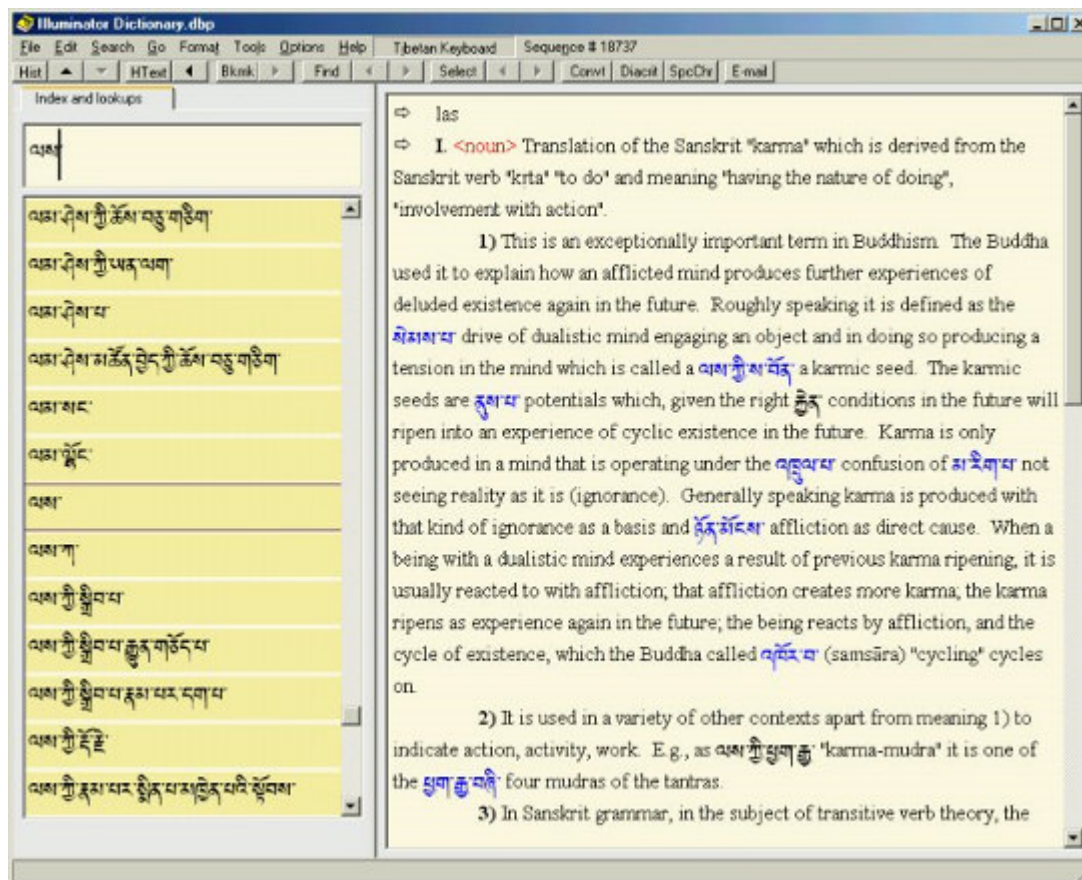 Illuminator Dictionary.dbp
File Edit Search Go Format Tools Options Help Tibetan Keyboard Sequence # 18737
Hist HText Bkmk Find Select Convt Diacrit SpcChr E-mail
Index and lookups
ལས་
ལམ་ཤེས་ཀྱི་ཆོས་བཅུ་གཅིག་
ལམ་ཤེས་ཀྱི་ཡན་ལག་
ལམ་ཤེས་པ་
ལམ་ཤེས་མཚོན་བྱེད་ཀྱི་ཆོས་བཅུ་གཅིག་
ལམ་སང་
ལམ་ལྷོང་
ལས་
ལས་ཀ་
ལས་ཀྱི་སྒྲིབ་པ་
ལས་ཀྱི་སྒྲིབ་པ་རྒྱུན་གཅོད་པ་
ལས་ཀྱི་སྒྲིབ་པ་རྣམ་པར་དག་པ་
ལས་ཀྱི་རྡོ་རྗེ་
ལས་ཀྱི་རྣམ་པར་སྨིན་པ་མཁྱེན་པའི་སྟོབས་
⇨ las
⇨ I. <noun> Translation of the Sanskrit "karma" which is derived from the
Sanskrit verb "kṛta" "to do" and meaning "having the nature of doing",
"involvement with action".
1) This is an exceptionally important term in Buddhism. The Buddha
used it to explain how an afflicted mind produces further experiences of
deluded existence again in the future. Roughly speaking it is defined as the
སེམས་པ་ drive of dualistic mind engaging an object and in doing so producing a
tension in the mind which is called a ལས་ཀྱི་ས་བོན་ a karmic seed. The karmic
seeds are ནུས་པ་ potentials which, given the right རྐྱེན་ conditions in the future will
ripen into an experience of cyclic existence in the future. Karma is only
produced in a mind that is operating under the འཁྲུལ་པ་ confusion of མ་རིག་པ་ not
seeing reality as it is (ignorance). Generally speaking karma is produced with
that kind of ignorance as a basis and ཉོན་མོངས་ affliction as direct cause. When a
being with a dualistic mind experiences a result of previous karma ripening, it is
usually reacted to with affliction; that affliction creates more karma; the karma
ripens as experience again in the future; the being reacts by affliction, and the
cycle of existence, which the Buddha called འཁོར་བ་ (samsāra) "cycling" cycles
on.
2) It is used in a variety of other contexts apart from meaning 1) to
indicate action, activity, work. E.g., as ལས་ཀྱི་ཕྱག་རྒྱ་ "karma-mudra" it is one of
the ཕྱག་རྒྱ་བཞི་ four mudras of the tantras.
3) In Sanskrit grammar, in the subject of transitive verb theory, the